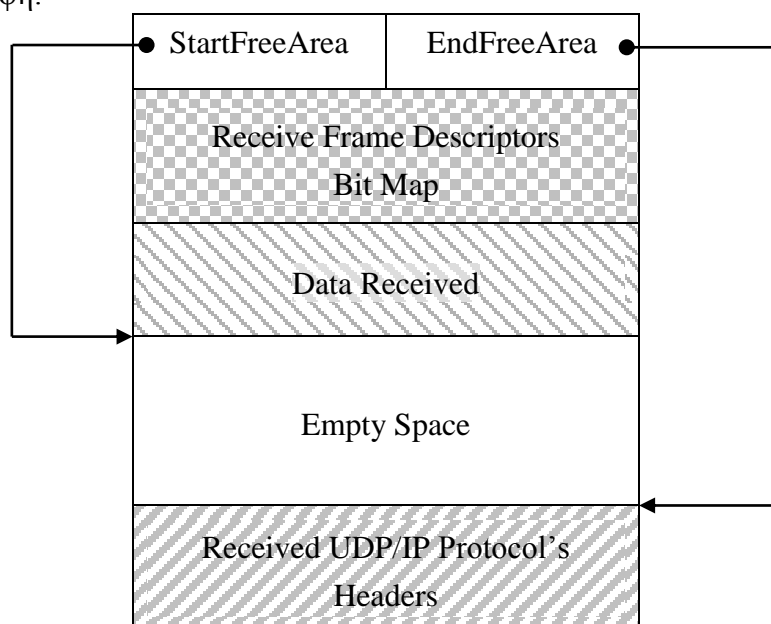 StartFreeArea EndFreeArea
Receive Frame Descriptors
Bit Map
Data Received
Empty Space
Received UDP/IP Protocol's
Headers